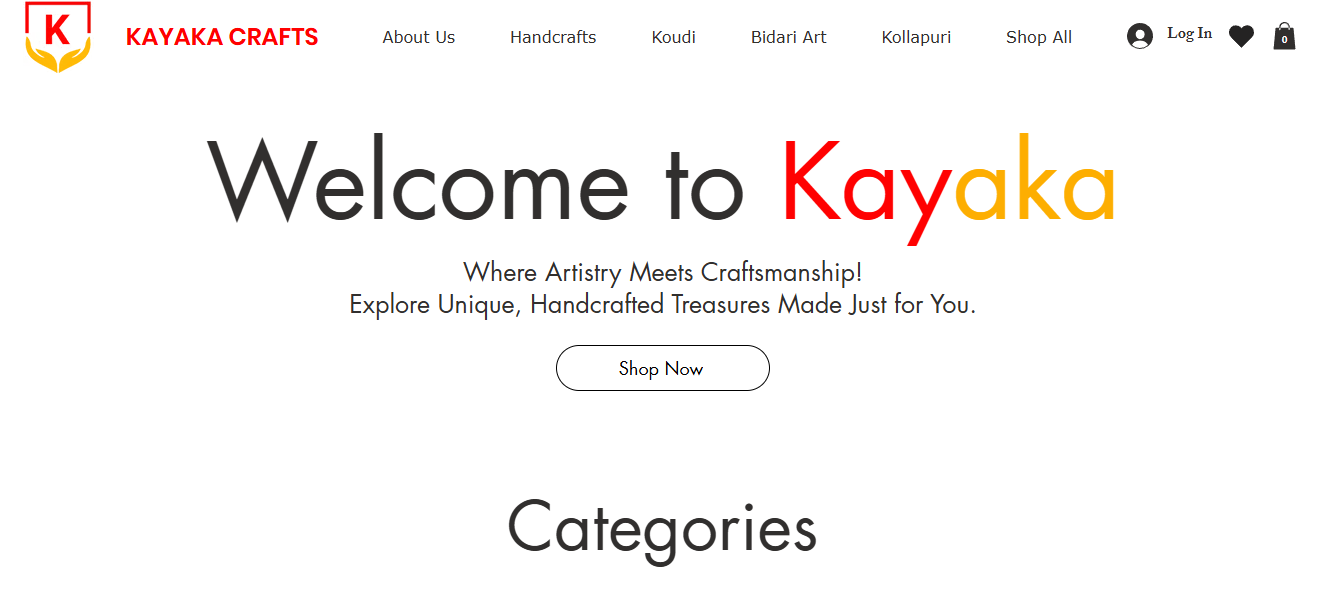 K
KAYAKA CRAFTS
About Us Handcrafts Koudi Bidari Art Kollapuri Shop All Log In 0
Welcome to Kayaka
Where Artistry Meets Craftsmanship!
Explore Unique, Handcrafted Treasures Made Just for You.
Shop Now
Categories